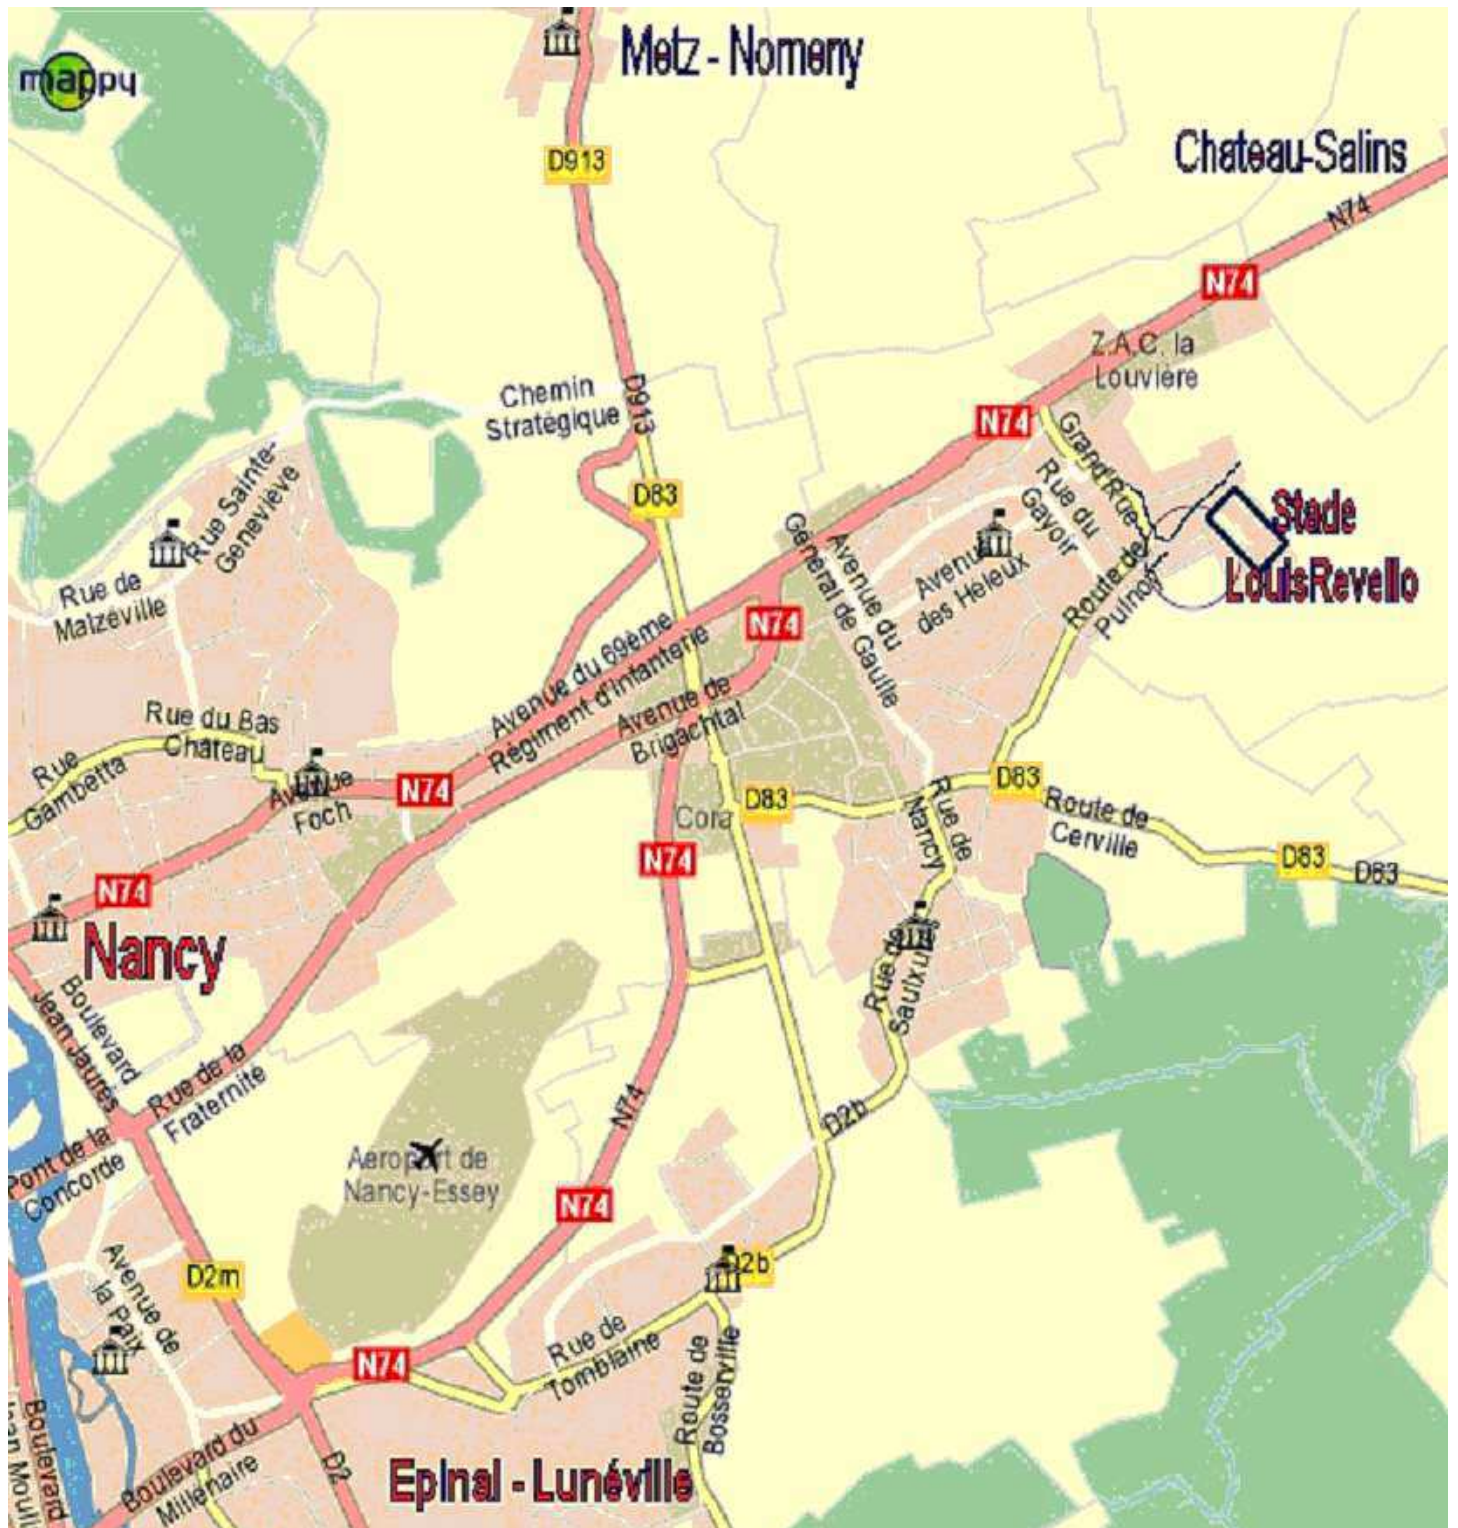 Metz - Nomeny
mappy
Chateau-Salins
D913
N74
N74
Z.A.C. la
Louvière
Chemin
Stratégique
D913
N74
Grand'Rue
Rue Sainte-
Geneviève
D83
Rue du
Gayoir
Stade
LouisRevello
Général de Gaulle
Avenue du
Avenue
des Héleux
Route de
Pulnoy
Rue de
Malzéville
N74
Avenue du 69ème
Régiment d'Infanterie
Avenue de
Brigachtal
Rue du Bas
Château
Rue
Gambetta
Avenue
Foch
N74
Cora
D83
D83
Rue de
Nancy
Route de
Cerville
D83
D83
N74
N74
Nancy
Rue de
Saulxu
Boulevard
Jean Jaurès
Rue de la
Fraternité
N74
D2b
Pont de la
Concorde
Aeroport de
Nancy-Essey
N74
D2m
D2b
Avenue de
la Paix
Rue de
Tomblaine
N74
Route de
Bosserville
Boulevard
Boulevard du
Millénaire
D2
Epinal - Lunéville